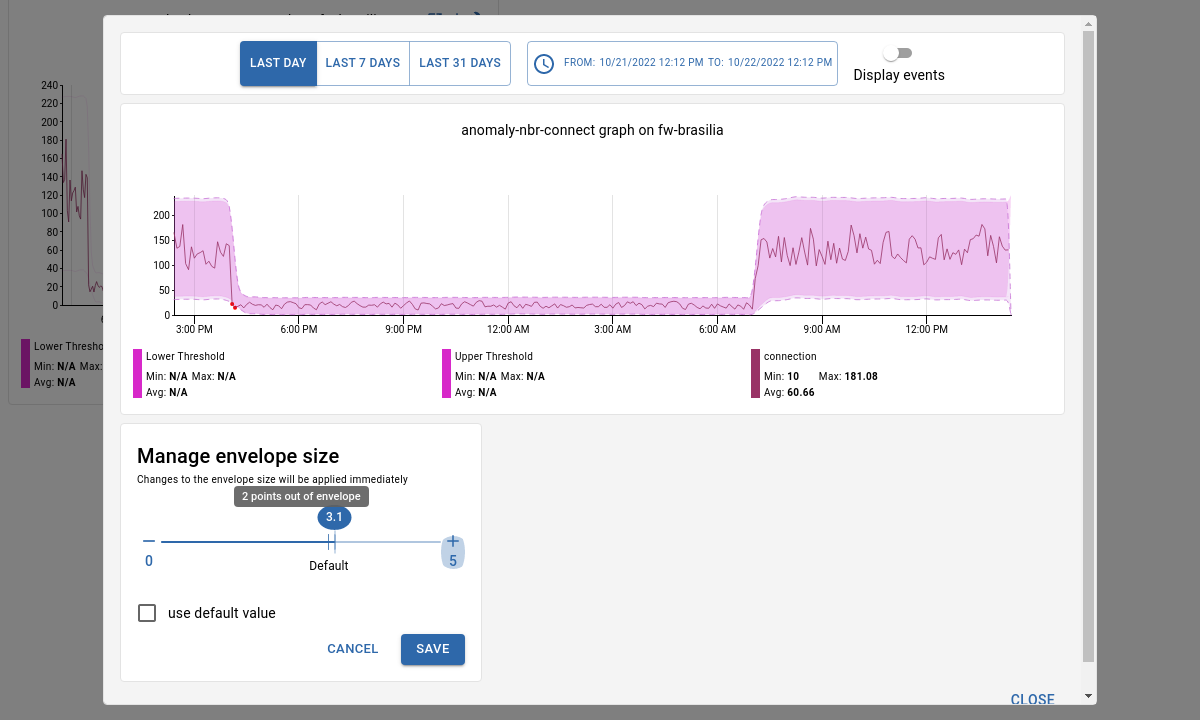 LAST DAY
LAST 7 DAYS
LAST 31 DAYS
FROM: 10/21/2022 12:12 PM TO: 10/22/2022 12:12 PM
Display events
anomaly-nbr-connect graph on fw-brasilia
200
150
100
50
0
3:00 PM
6:00 PM
9:00 PM
12:00 AM
3:00 AM
6:00 AM
9:00 AM
12:00 PM
Lower Threshold
Min: N/A Max: N/A
Avg: N/A
Upper Threshold
Min: N/A Max: N/A
Avg: N/A
connection
Min: 10 Max: 181.08
Avg: 60.66
Manage envelope size
Changes to the envelope size will be applied immediately
2 points out of envelope
3.1
0
5
Default
use default value
CANCEL
SAVE
CLOSE
240
220
200
180
160
140
120
100
80
60
40
20
0
Lower Thresho
Min: N/A Max:
Avg: N/A